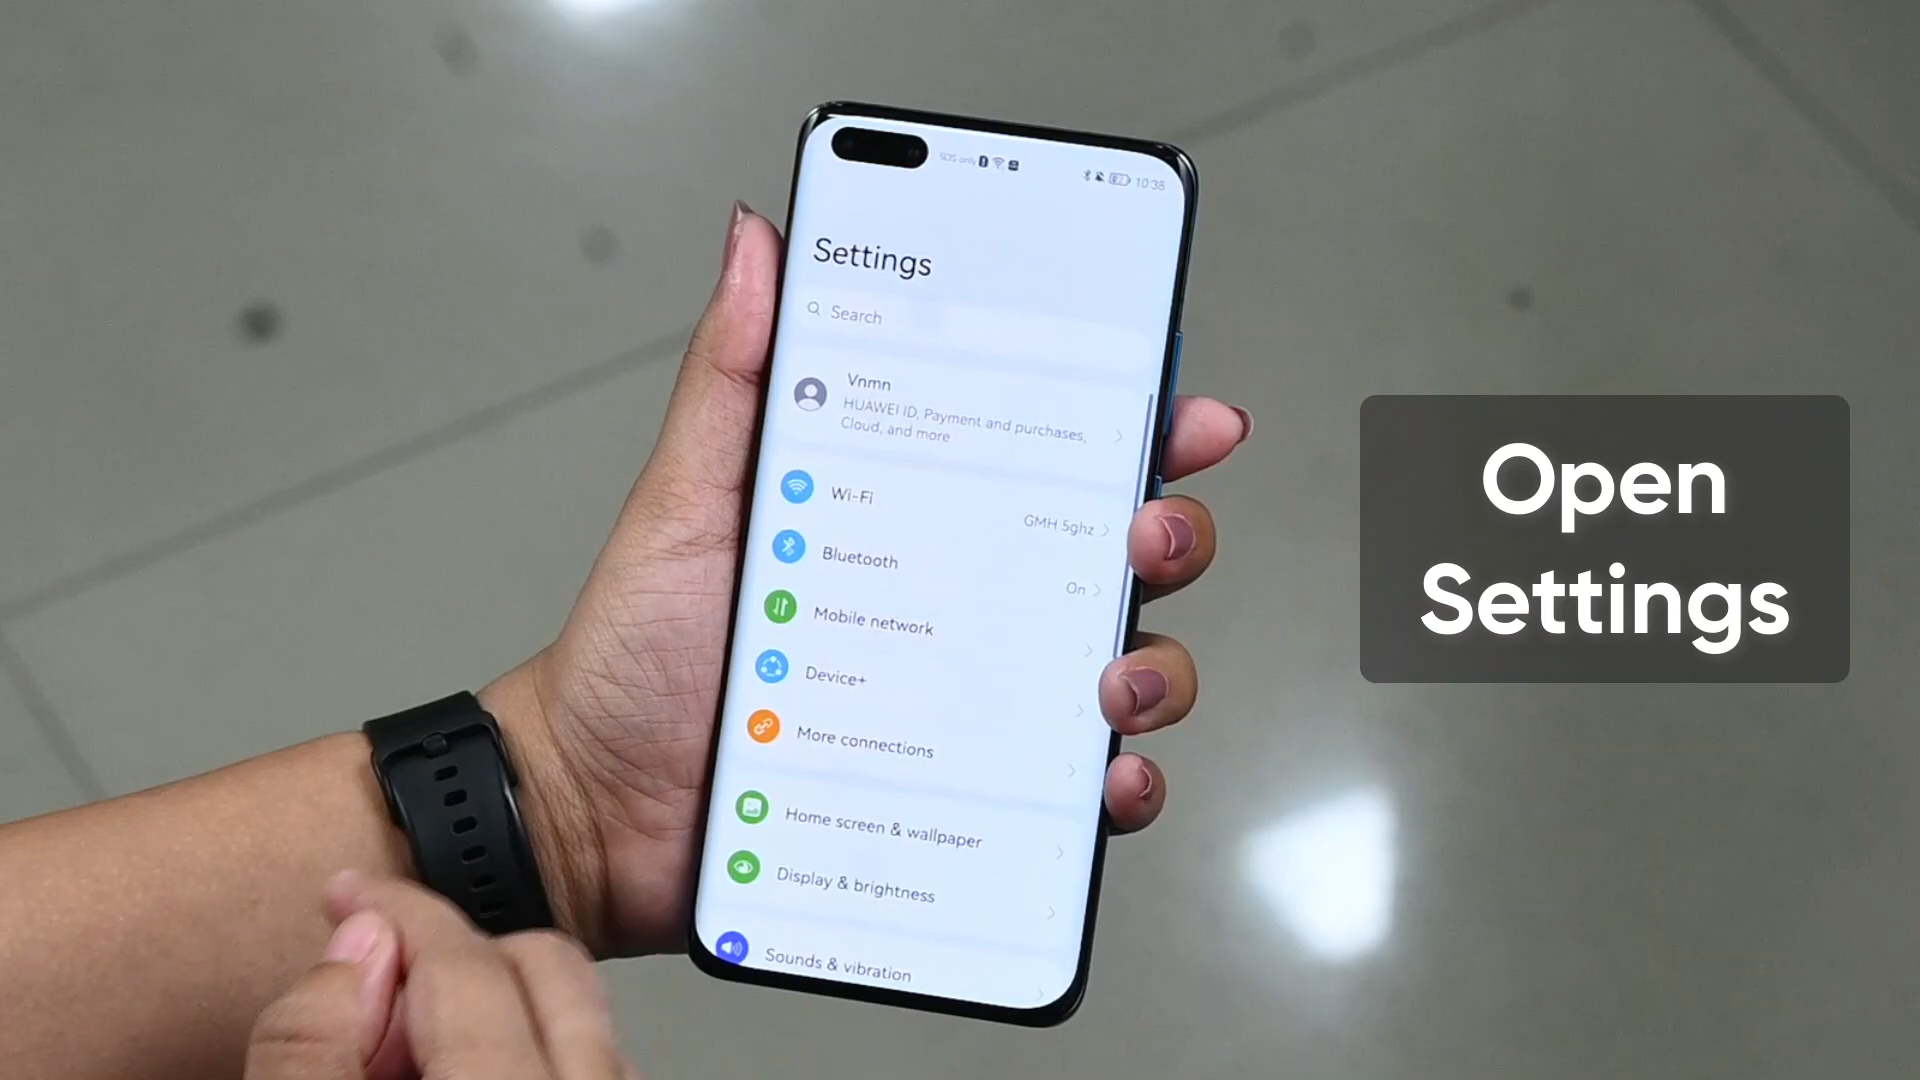 SOS only
10:38
Settings
Search
Vnmn
HUAWEI ID, Payment and purchases,
Cloud, and more
Wi-Fi
GMH 5ghz
Bluetooth
On
Mobile network
Device+
More connections
Home screen & wallpaper
Display & brightness
Sounds & vibration
Open
Settings